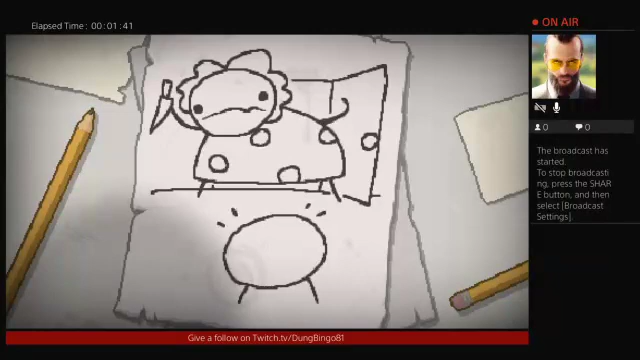 Elapsed Time : 00:01:41
ON AIR
0 0
The broadcast has
started.
To stop broadcasti
ng, press the SHAR
E button, and then
select [Broadcast
Settings].
Give a follow on Twitch.tv/DungBingo81